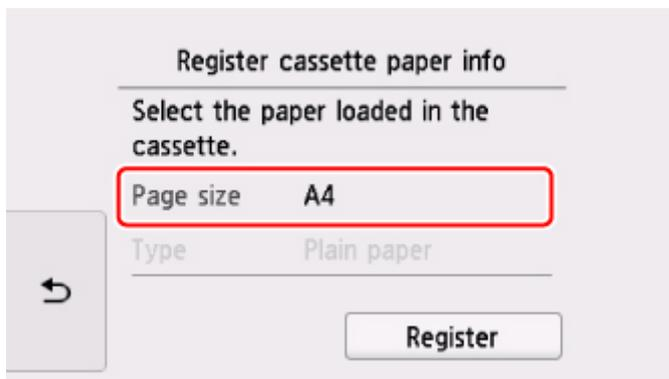 Register cassette paper info
Select the paper loaded in the
cassette.
Page size A4
Type Plain paper
Register